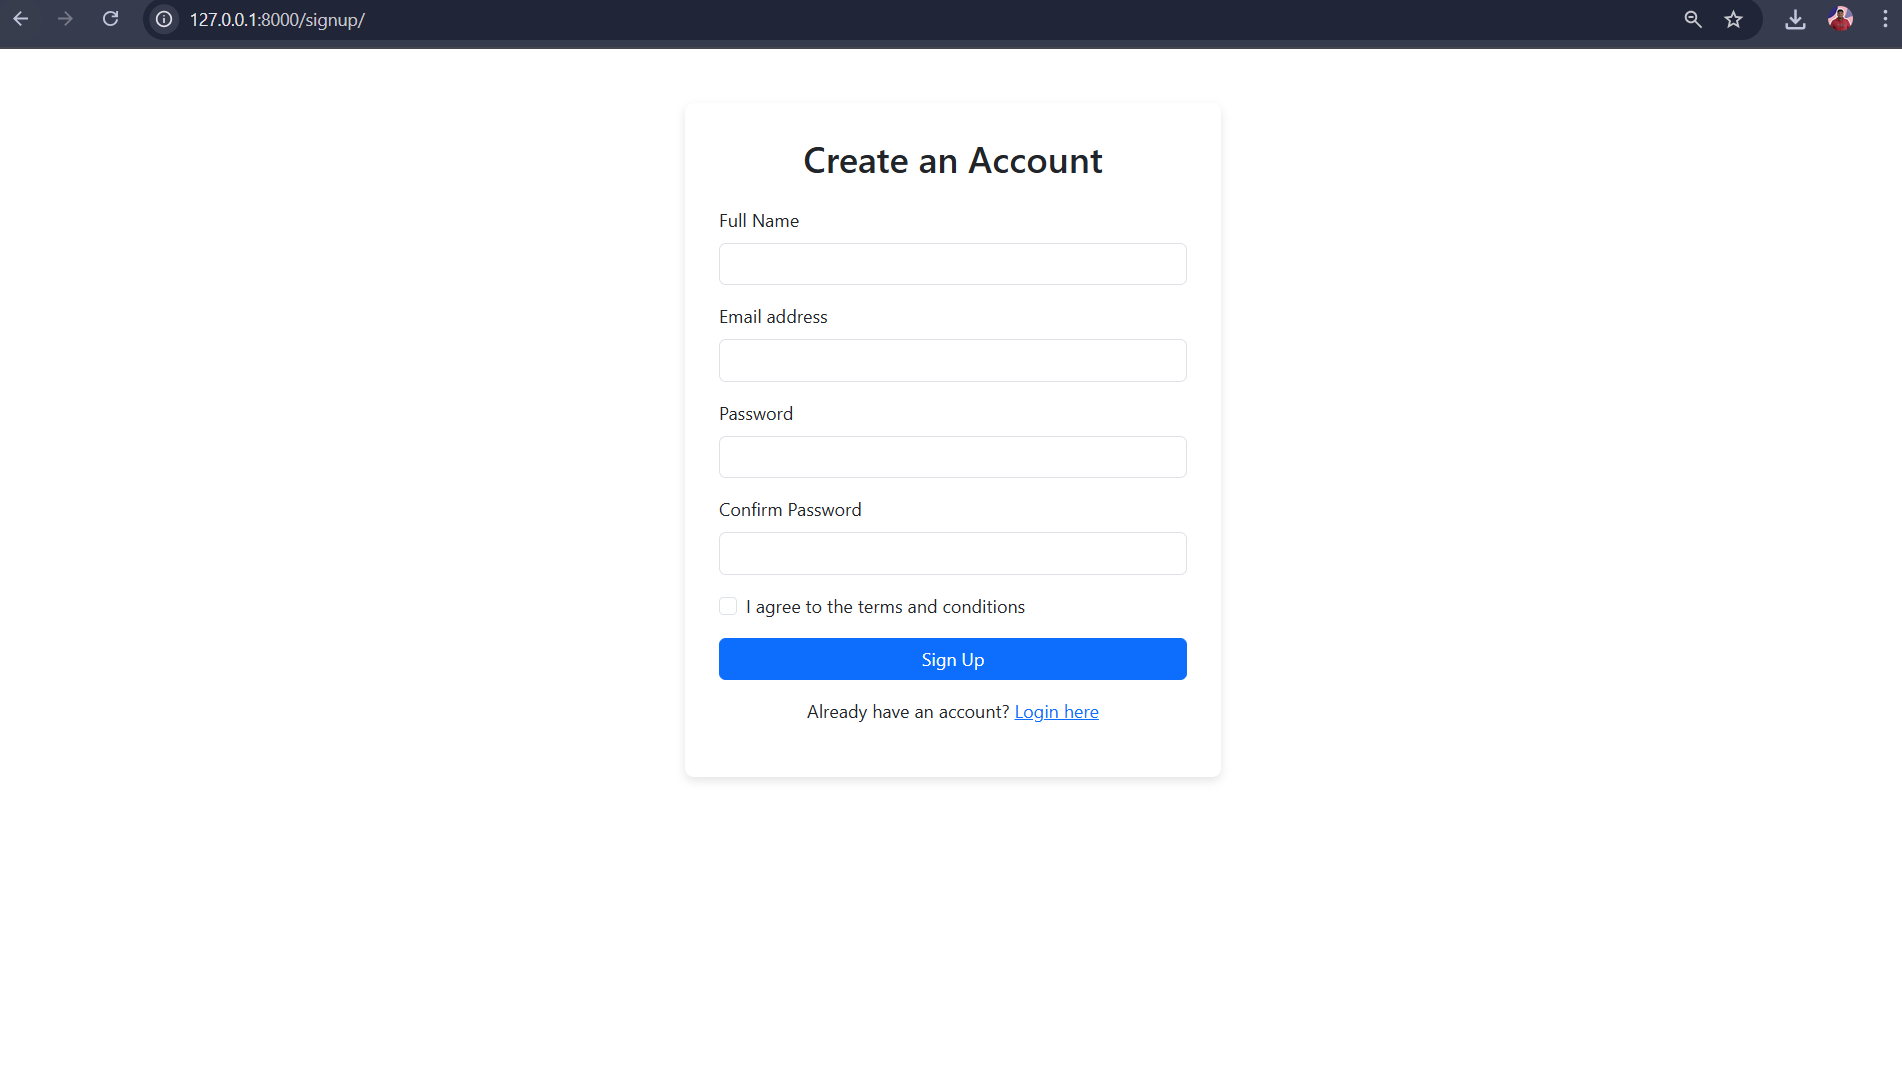 127.0.0.1:8000/signup/
Create an Account
Full Name
Email address
Password
Confirm Password
I agree to the terms and conditions
Sign Up
Already have an account? Login here